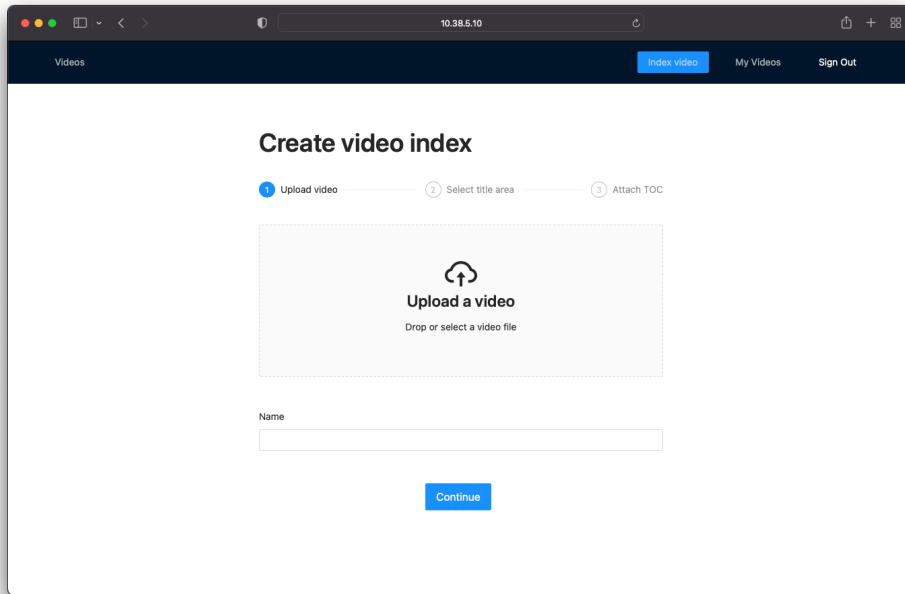 10.38.5.10
Videos
Index video
My Videos
Sign Out
Create video index
1 Upload video
2 Select title area
3 Attach TOC
Upload a video
Drop or select a video file
Name
Continue